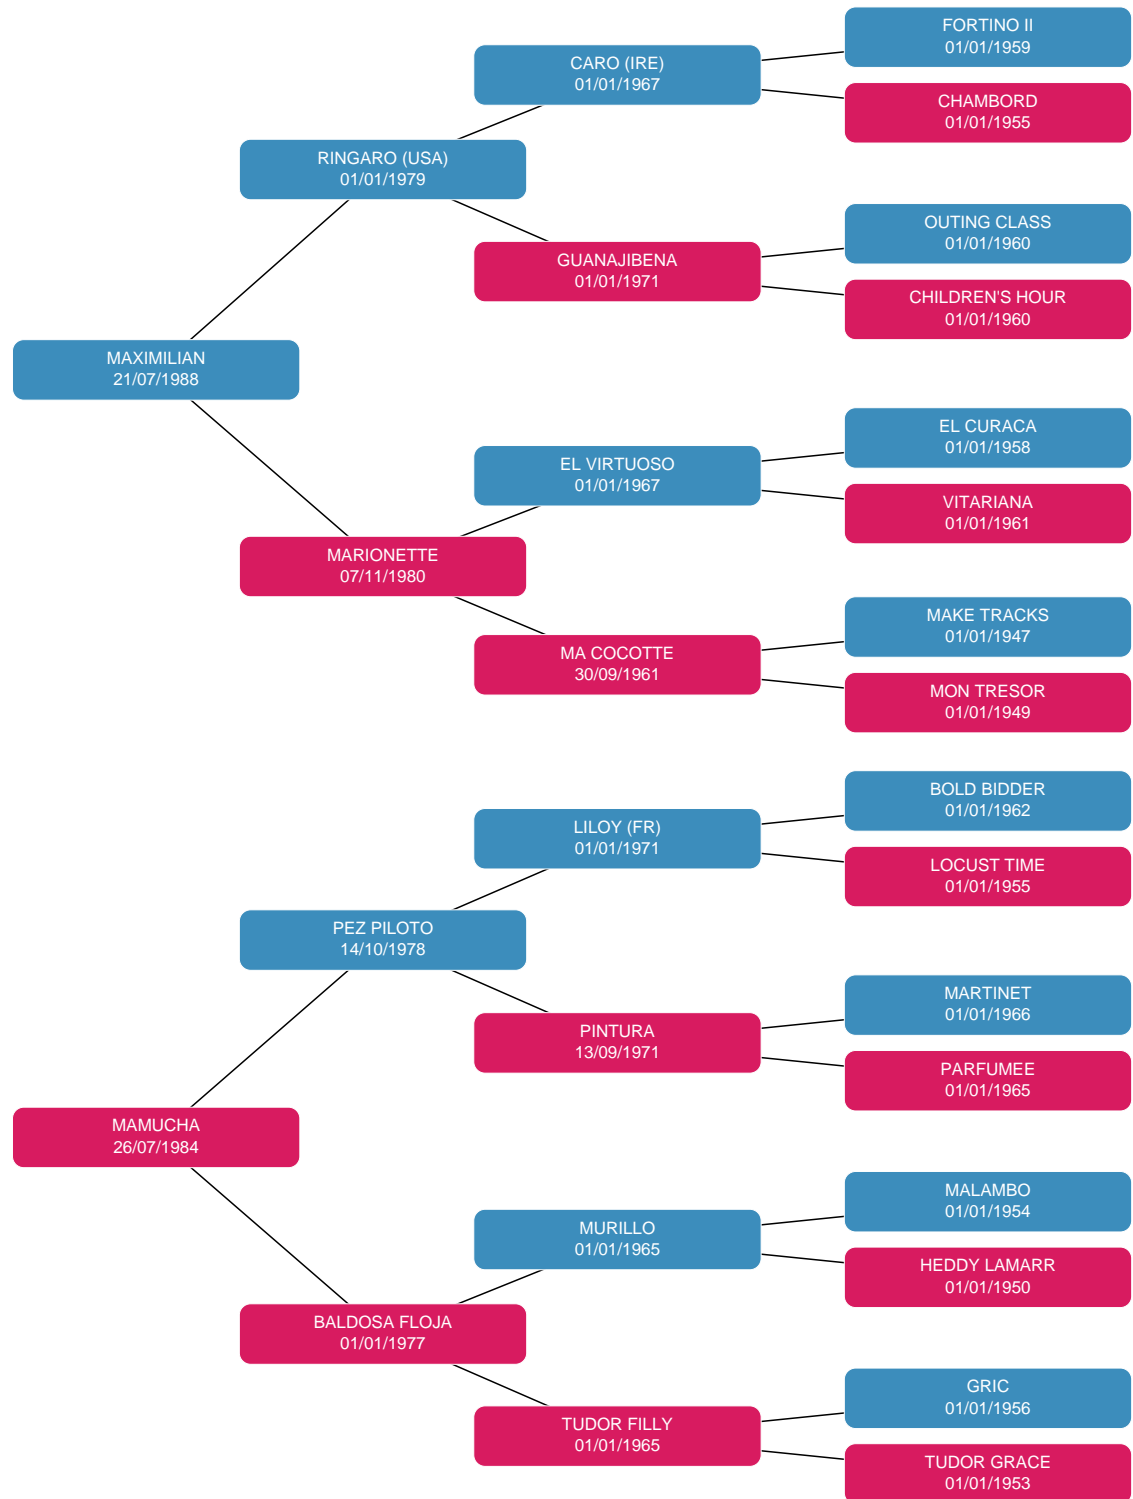 FORTINO II
01/01/1959
CARO (IRE)
01/01/1967
CHAMBORD
01/01/1955
RINGARO (USA)
01/01/1979
OUTING CLASS
01/01/1960
GUANAJIBENA
01/01/1971
CHILDREN'S HOUR
01/01/1960
MAXIMILIAN
21/07/1988
EL CURACA
01/01/1958
EL VIRTUOSO
01/01/1967
VITARIANA
01/01/1961
MARIONETTE
07/11/1980
MAKE TRACKS
01/01/1947
MA COCOTTE
30/09/1961
MON TRESOR
01/01/1949
BOLD BIDDER
01/01/1962
LILOY (FR)
01/01/1971
LOCUST TIME
01/01/1955
PEZ PILOTO
14/10/1978
MARTINET
01/01/1966
PINTURA
13/09/1971
PARFUMEE
01/01/1965
MAMUCHA
26/07/1984
MALAMBO
01/01/1954
MURILLO
01/01/1965
HEDDY LAMARR
01/01/1950
BALDOSA FLOJA
01/01/1977
GRIC
01/01/1956
TUDOR FILLY
01/01/1965
TUDOR GRACE
01/01/1953